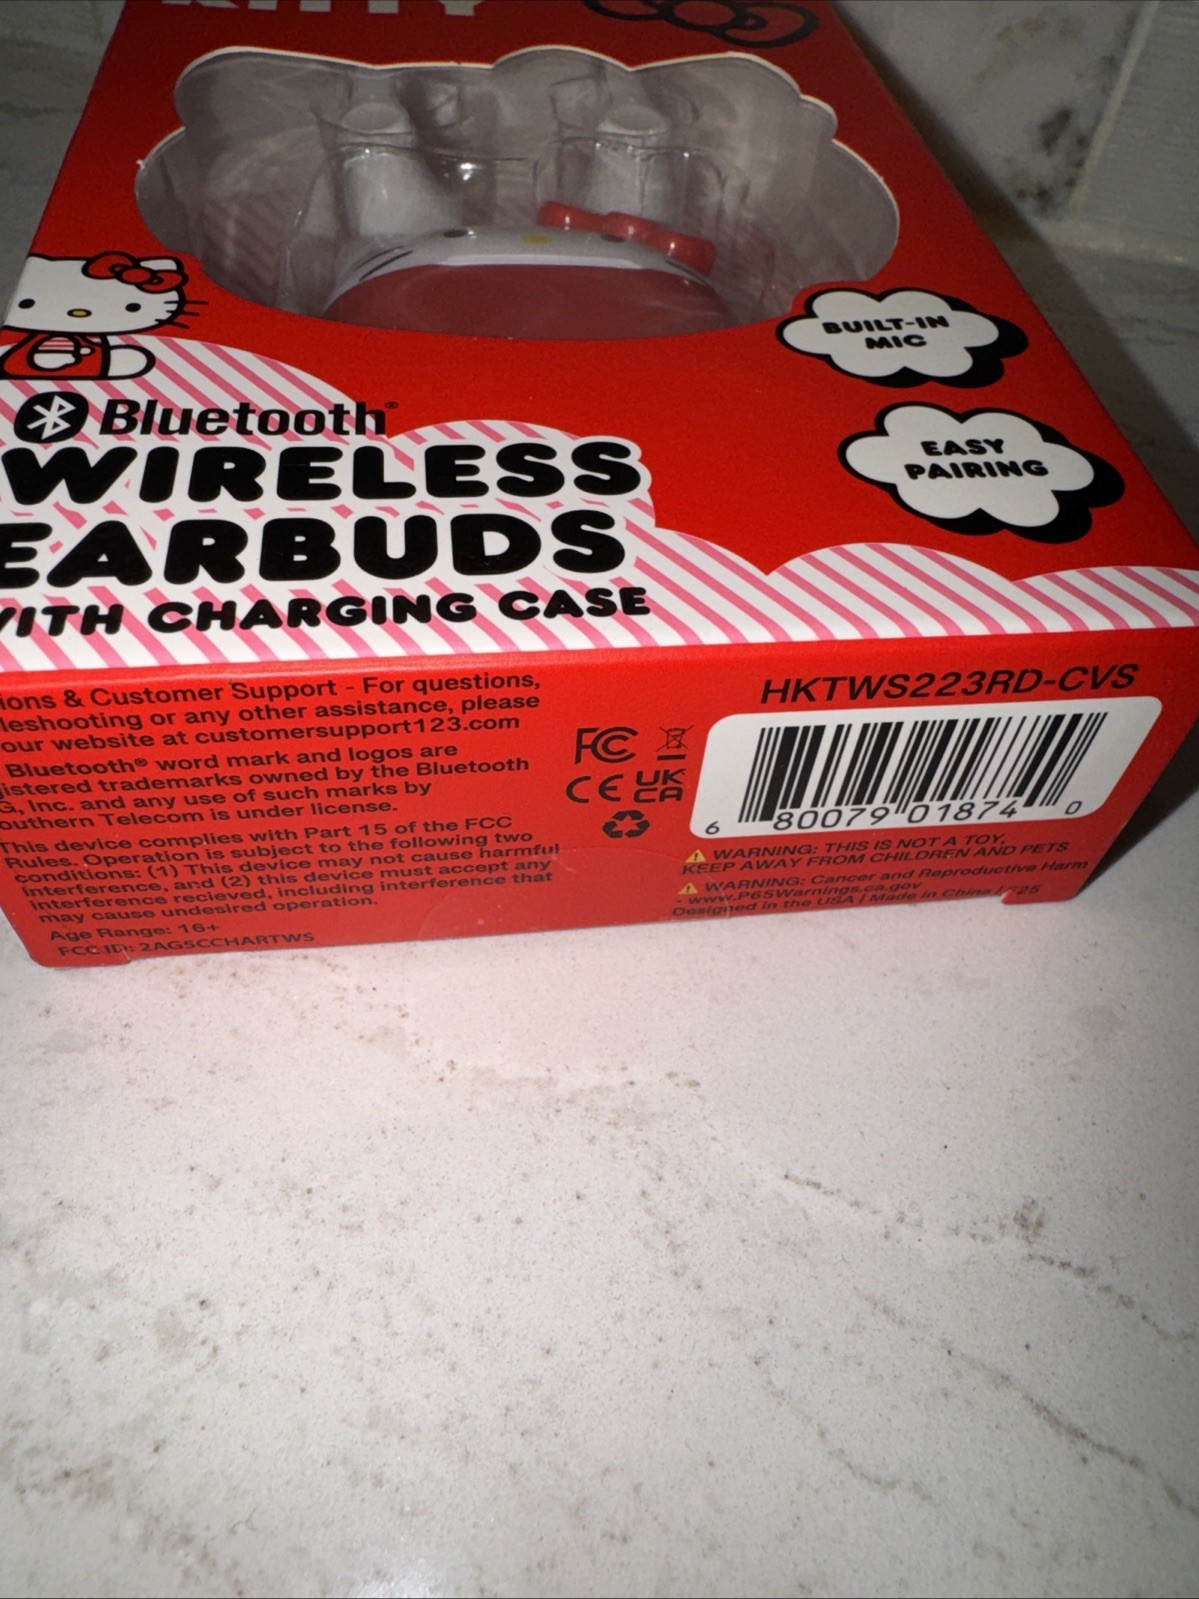 KITTY
BUILT-IN
MIC
EASY
PAIRING
Bluetooth®
WIRELESS
EARBUDS
WITH CHARGING CASE
ions & Customer Support - For questions,
leshooting or any other assistance, please
our website at customersupport123.com
Bluetooth® word mark and logos are
istered trademarks owned by the Bluetooth
G, Inc. and any use of such marks by
outhern Telecom is under license.
This device complies with Part 15 of the FCC
Rules. Operation is subject to the following two
conditions: (1) This device may not cause harmful
interference, and (2) this device must accept any
interference recieved, including interference that
may cause undesired operation.
Age Range: 16+
FCC ID: 2AG5CCHARTWS
FC
CE
UK
CA
HKTWS223RD-CVS
6 80079 01874 0
WARNING: THIS IS NOT A TOY.
KEEP AWAY FROM CHILDREN AND PETS
WARNING: Cancer and Reproductive Harm
- www.P65Warnings.ca.gov
Designed in the USA | Made in China |